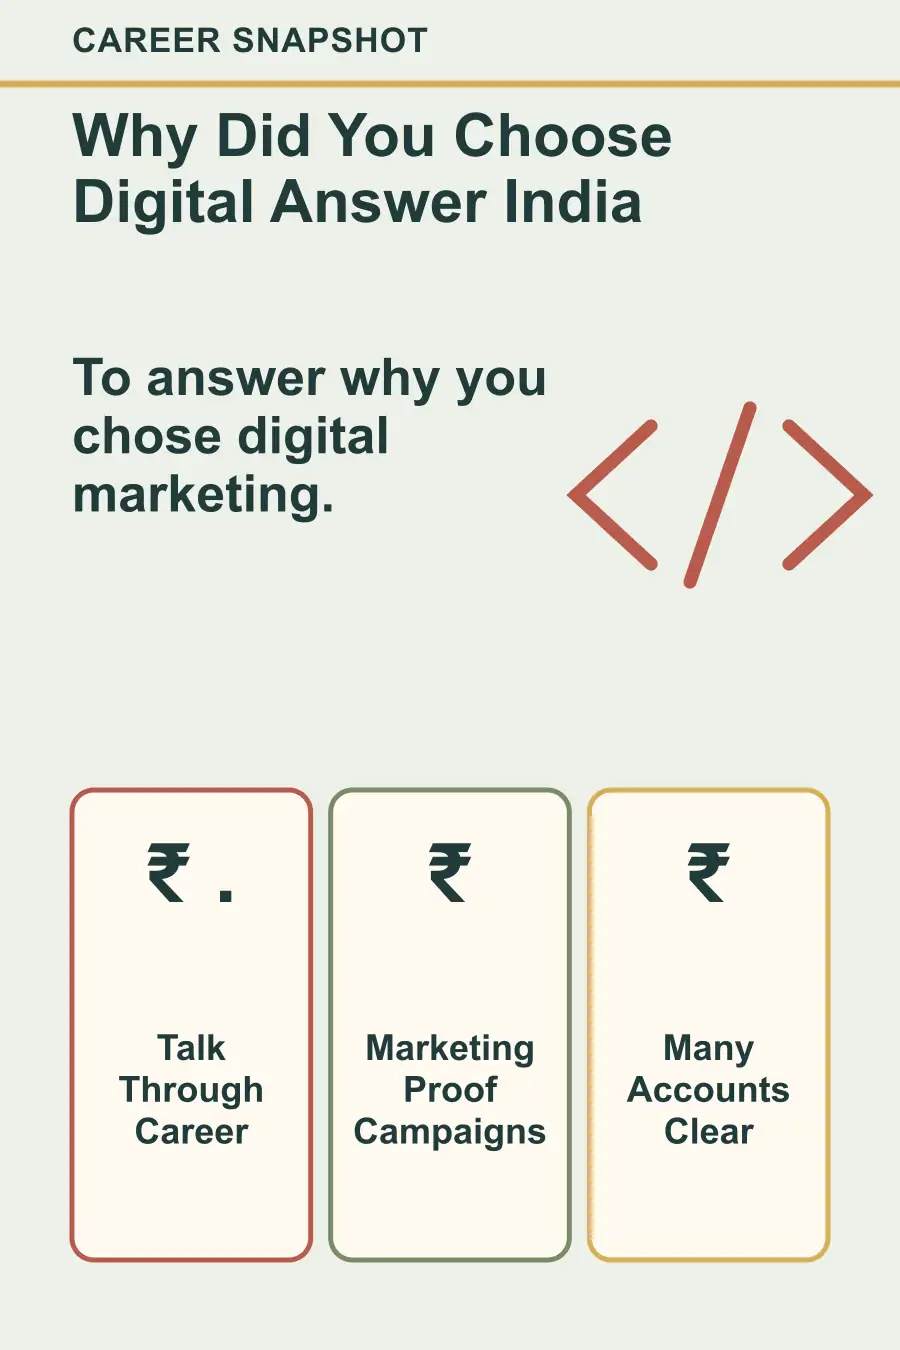 CAREER SNAPSHOT
Why Did You Choose
Digital Answer India
To answer why you
chose digital
marketing.
</>
₹ .
Talk
Through
Career
₹
Marketing
Proof
Campaigns
₹
Many
Accounts
Clear